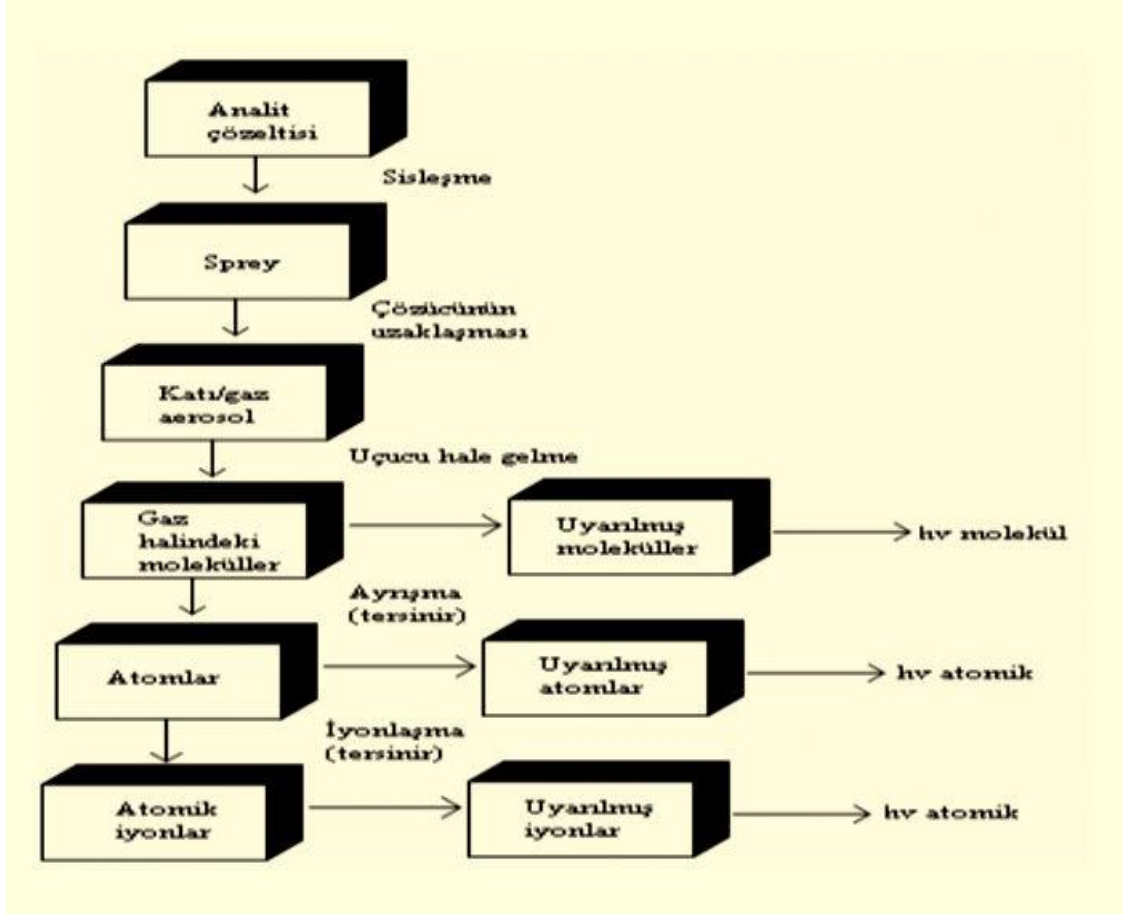 Analit
çözeltisi
Sisleşme
Sprey
Çözücünün
uzaklaşması
Katı/gaz
aerosol
Uçucu hale gelme
Gaz
halindeki
moleküller
Uyarılmış
moleküller
hv molekül
Ayrışma
(tersinir)
Atomlar
Uyarılmış
atomlar
hv atomik
İyonlaşma
(tersinir)
Atomik
iyonlar
Uyarılmış
iyonlar
hv atomik